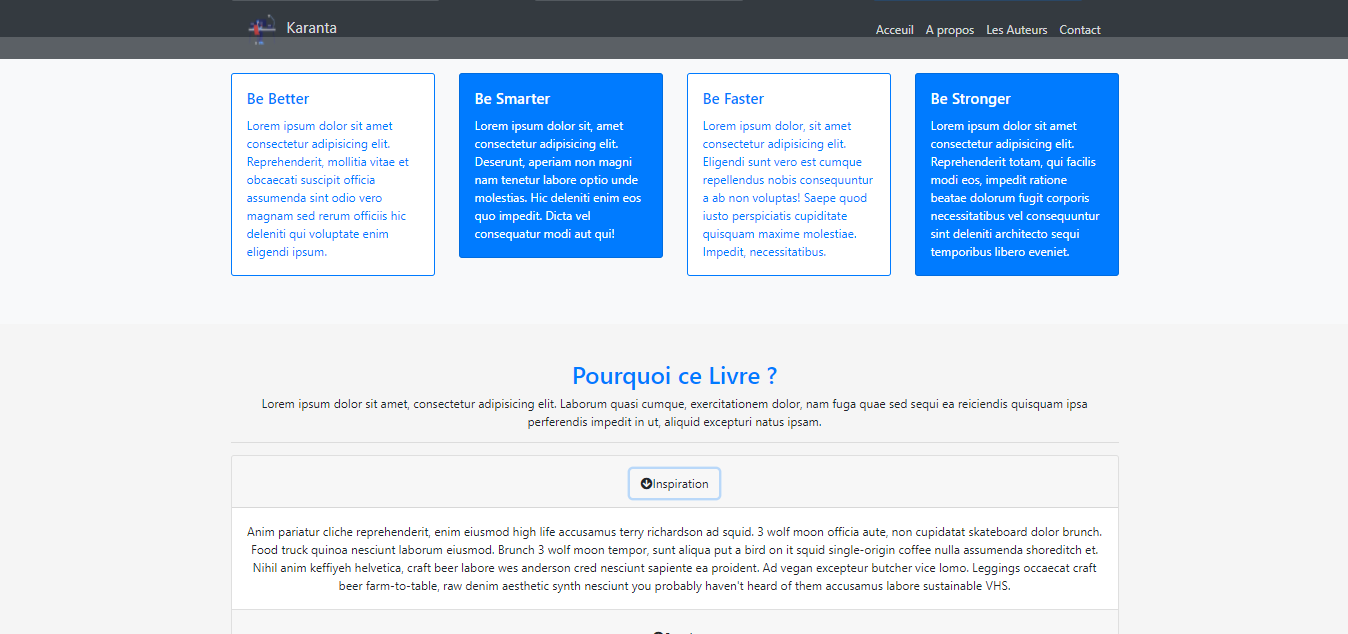 Karanta
Acceuil A propos Les Auteurs Contact
Be Better
Lorem ipsum dolor sit amet
consectetur adipisicing elit.
Reprehenderit, mollitia vitae et
obcaecati suscipit officia
assumenda sint odio vero
magnam sed rerum officiis hic
deleniti qui voluptate enim
eligendi ipsum.
Be Smarter
Lorem ipsum dolor sit, amet
consectetur adipisicing elit.
Deserunt, aperiam non magni
nam tenetur labore optio unde
molestias. Hic deleniti enim eos
quo impedit. Dicta vel
consequatur modi aut qui!
Be Faster
Lorem ipsum dolor, sit amet
consectetur adipisicing elit.
Eligendi sunt vero est cumque
repellendus nobis consequuntur
a ab non voluptas! Saepe quod
iusto perspiciatis cupiditate
quisquam maxime molestiae.
Impedit, necessitatibus.
Be Stronger
Lorem ipsum dolor sit amet
consectetur adipisicing elit.
Reprehenderit totam, qui facilis
modi eos, impedit ratione
beatae dolorum fugit corporis
necessitatibus vel consequuntur
sint deleniti architecto sequi
temporibus libero eveniet.
Pourquoi ce Livre ?
Lorem ipsum dolor sit amet, consectetur adipisicing elit. Laborum quasi cumque, exercitationem dolor, nam fuga quae sed sequi ea reiciendis quisquam ipsa
perferendis impedit in ut, aliquid excepturi natus ipsam.
Inspiration
Anim pariatur cliche reprehenderit, enim eiusmod high life accusamus terry richardson ad squid. 3 wolf moon officia aute, non cupidatat skateboard dolor brunch.
Food truck quinoa nesciunt laborum eiusmod. Brunch 3 wolf moon tempor, sunt aliqua put a bird on it squid single-origin coffee nulla assumenda shoreditch et.
Nihil anim keffiyeh helvetica, craft beer labore wes anderson cred nesciunt sapiente ea proident. Ad vegan excepteur butcher vice lomo. Leggings occaecat craft
beer farm-to-table, raw denim aesthetic synth nesciunt you probably haven't heard of them accusamus labore sustainable VHS.